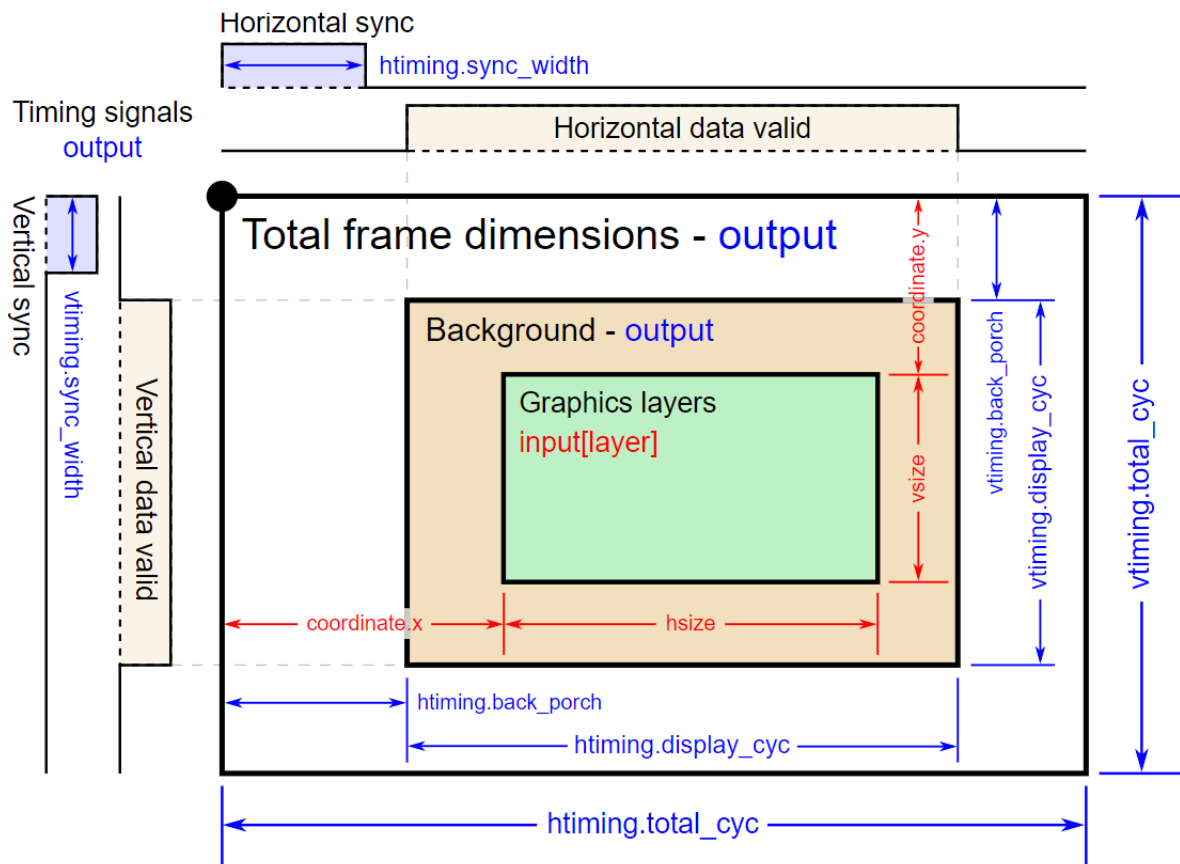 Horizontal sync
htiming.sync_width
Timing signals
output
Horizontal data valid
Vertical sync
vtiming.sync_width
Vertical data valid
Total frame dimensions - output
coordinate.y
vtiming.back_porch
vtiming.display_cyc
vtiming.total_cyc
Background - output
Graphics layers
input[layer]
vsize
coordinate.x
hsize
htiming.back_porch
htiming.display_cyc
htiming.total_cyc